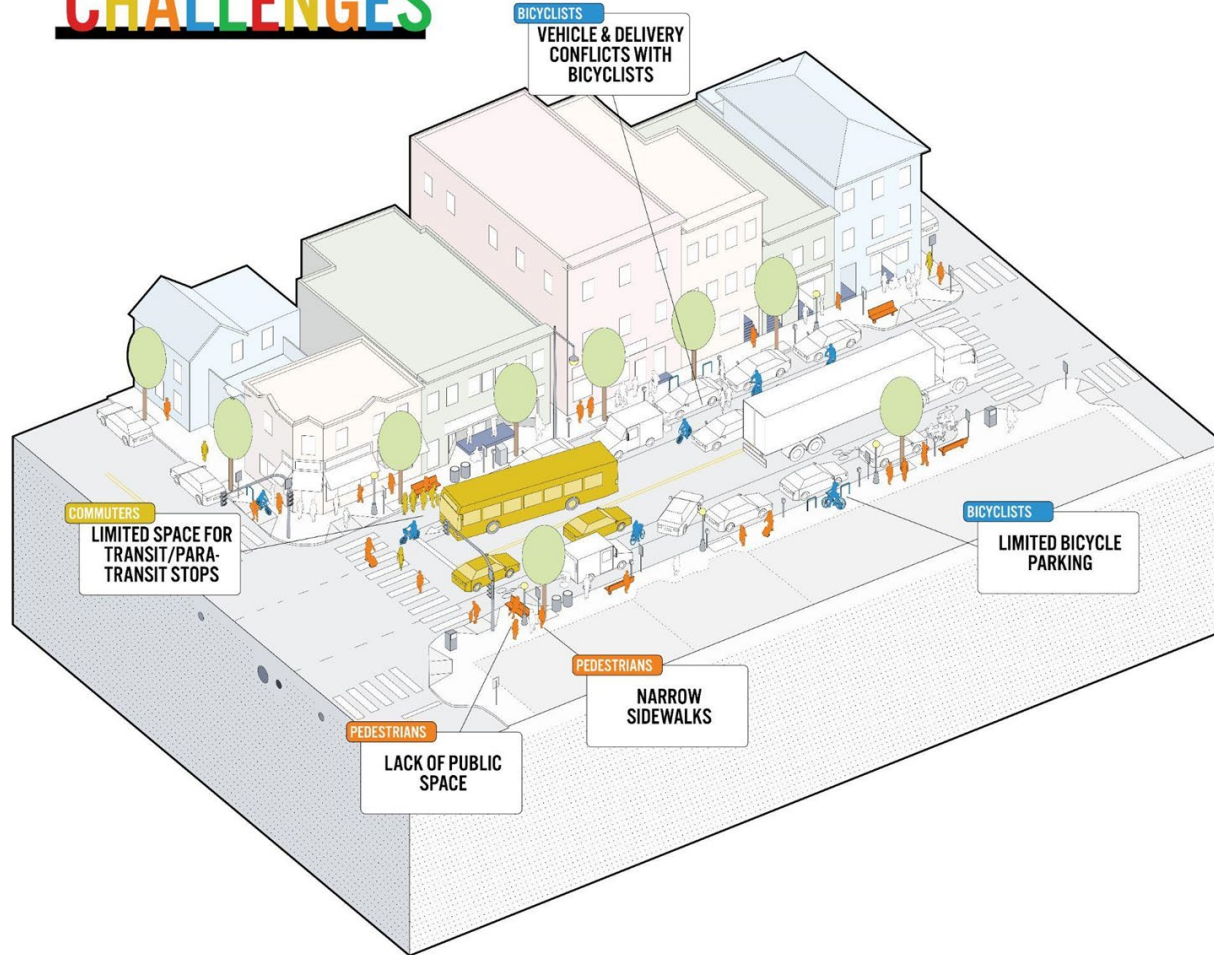 CHALLENGES
BICYCLISTS
VEHICLE & DELIVERY
CONFLICTS WITH
BICYCLISTS
COMMUTERS
LIMITED SPACE FOR
TRANSIT/PARA-
TRANSIT STOPS
BICYCLISTS
LIMITED BICYCLE
PARKING
PEDESTRIANS
NARROW
SIDEWALKS
PEDESTRIANS
LACK OF PUBLIC
SPACE